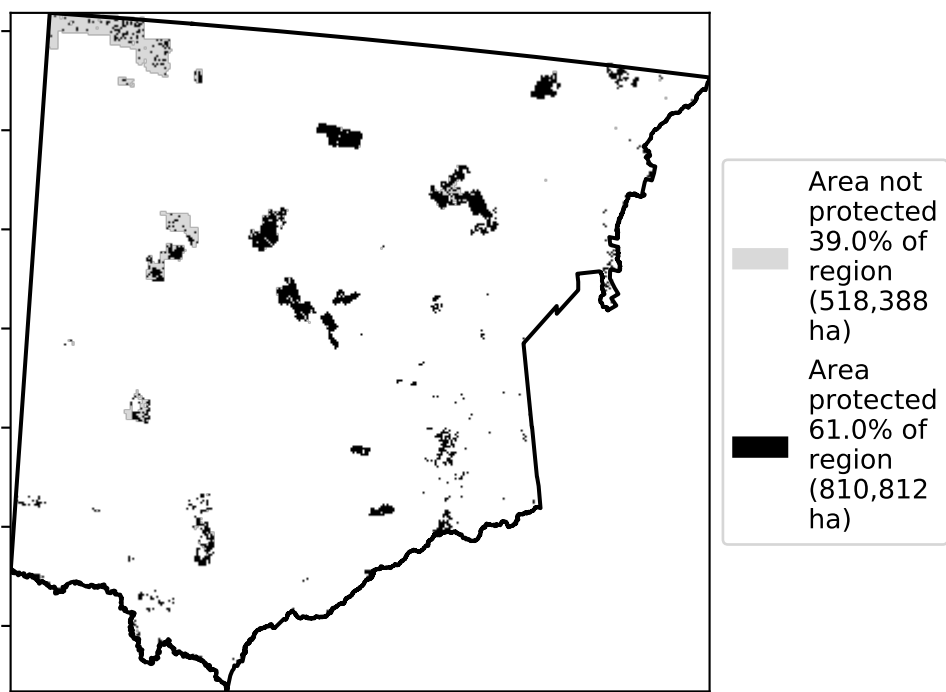 Area not
protected
39.0% of
region
(518,388
ha)
Area
protected
61.0% of
region
(810,812
ha)